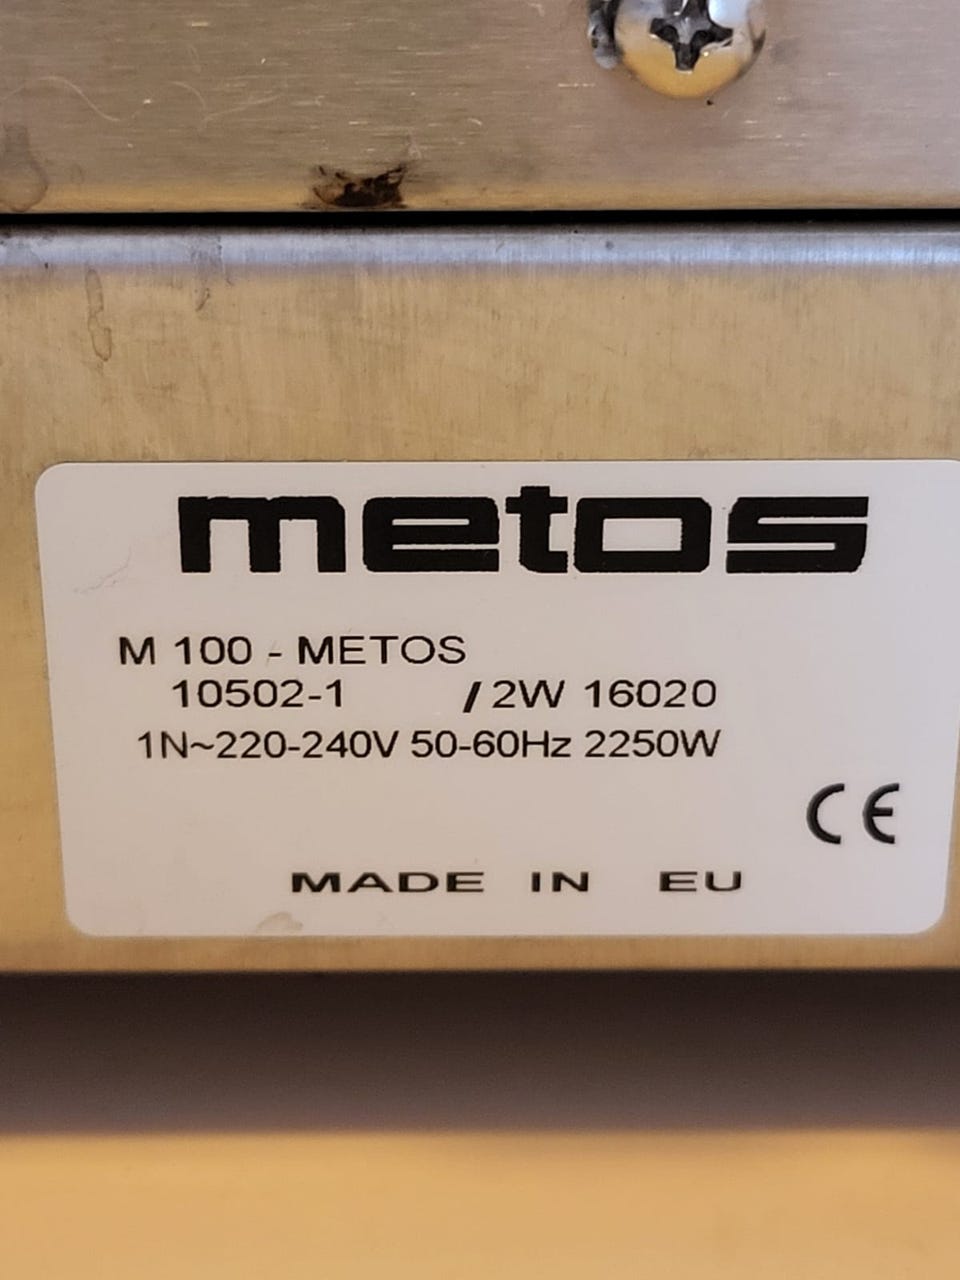 metos
M 100 - METOS
10502-1 /2W 16020
1N~220-240V 50-60Hz 2250W
CE
MADE IN EU